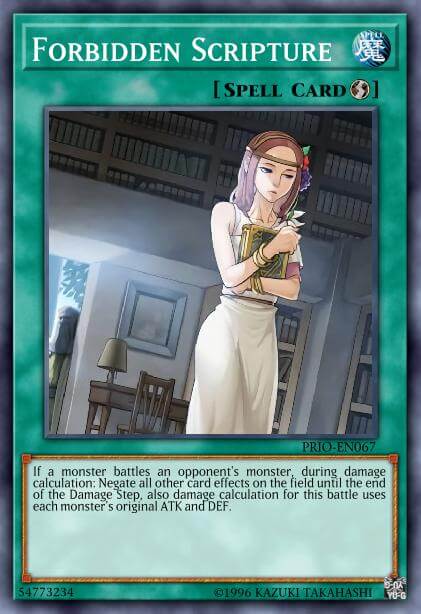 FORBIDDEN SCRIPTURE
SPELL
魔
[SPELL CARD]
PRIO-EN067
If a monster battles an opponent's monster, during damage
calculation: Negate all other card effects on the field until the end
of the Damage Step, also damage calculation for this battle uses
each monster's original ATK and DEF.
54773234
©1996 KAZUKI TAKAHASHI